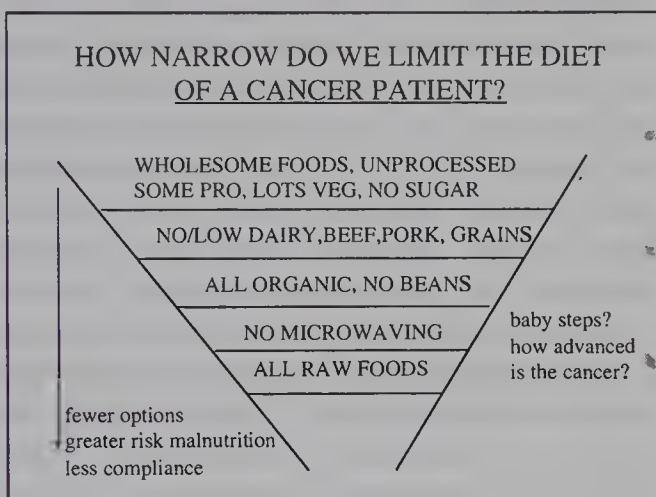 HOW NARROW DO WE LIMIT THE DIET
OF A CANCER PATIENT?
WHOLESOME FOODS, UNPROCESSED
SOME PRO, LOTS VEG, NO SUGAR
NO/LOW DAIRY,BEEF,PORK, GRAINS
ALL ORGANIC, NO BEANS
NO MICROWAVING
ALL RAW FOODS
baby steps?
how advanced
is the cancer?
fewer options
greater risk malnutrition
less compliance